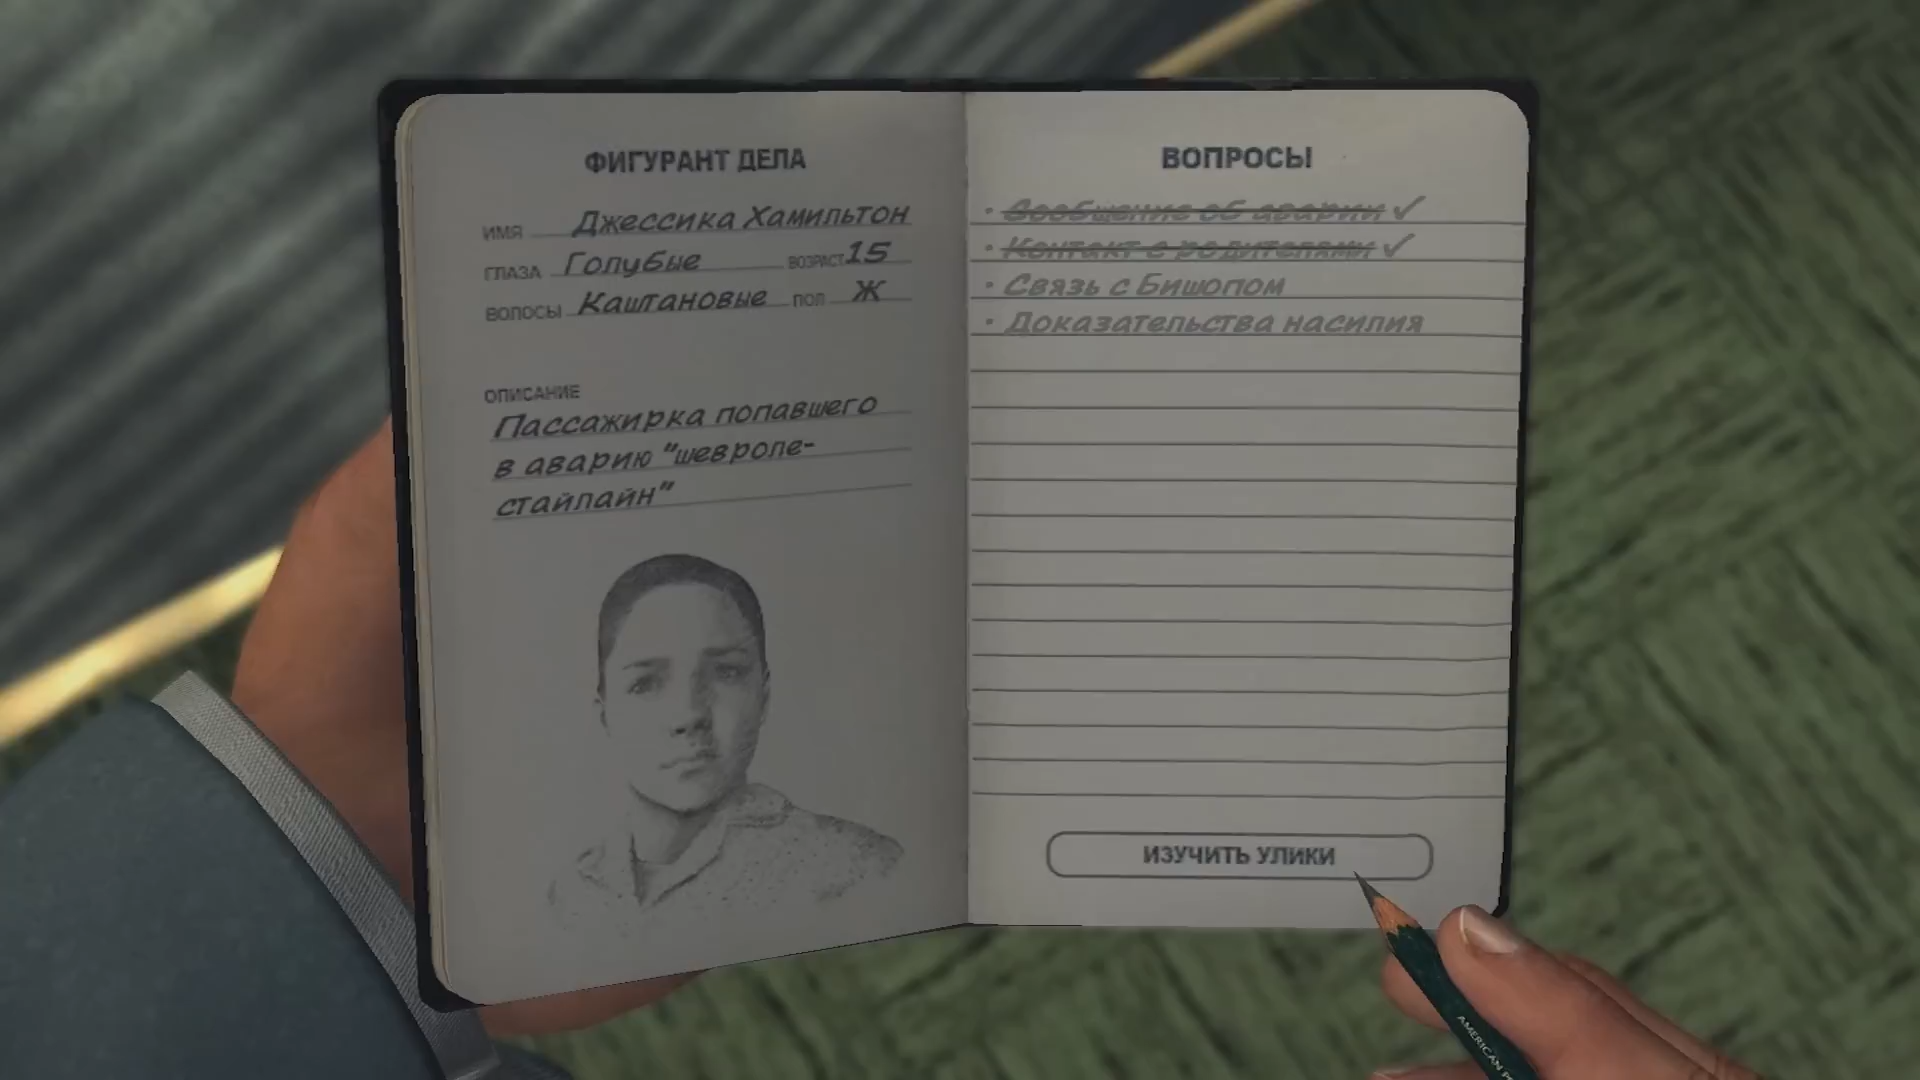 ФИГУРАНТ ДЕЛА
ИМЯ Джессика Хамильтон
ГЛАЗА Голубые ВОЗРАСТ 15
ВОЛОСЫ Каштановые ПОЛ Ж
ОПИСАНИЕ
Пассажирка попавшего
в аварию "шевроле-
стайлайн"
ВОПРОСЫ
• Сообщение об аварии ✓
• Контакт с родителями ✓
• Связь с Бишопом
• Доказательства насилия
ИЗУЧИТЬ УЛИКИ
AMERICAN